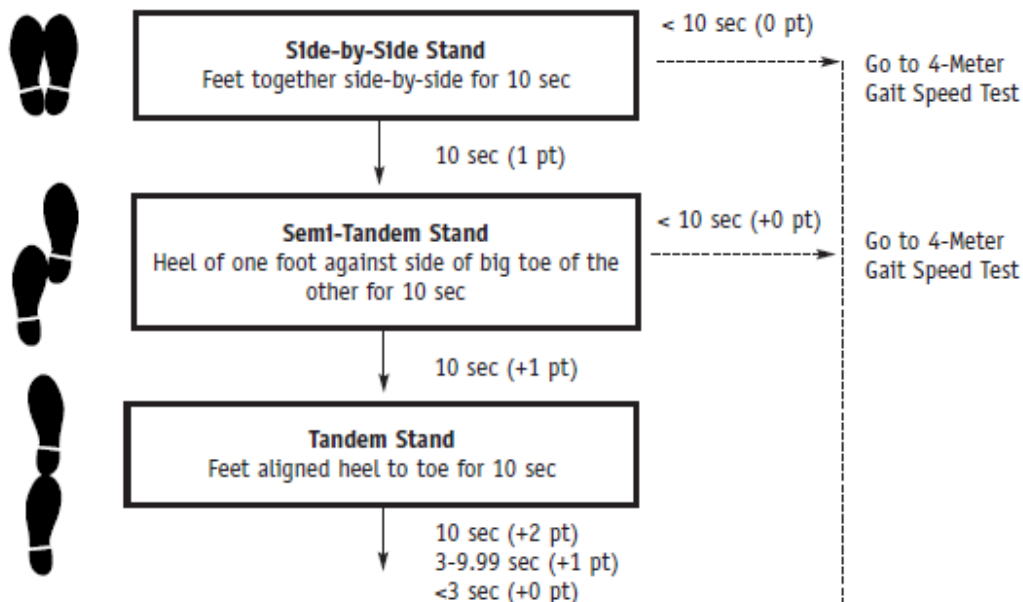 < 10 sec (0 pt)
Side-by-Side Stand
Feet together side-by-side for 10 sec
Go to 4-Meter
Gait Speed Test
10 sec (1 pt)
< 10 sec (+0 pt)
Semi-Tandem Stand
Heel of one foot against side of big toe of the
other for 10 sec
Go to 4-Meter
Gait Speed Test
10 sec (+1 pt)
Tandem Stand
Feet aligned heel to toe for 10 sec
10 sec (+2 pt)
3-9.99 sec (+1 pt)
<3 sec (+0 pt)